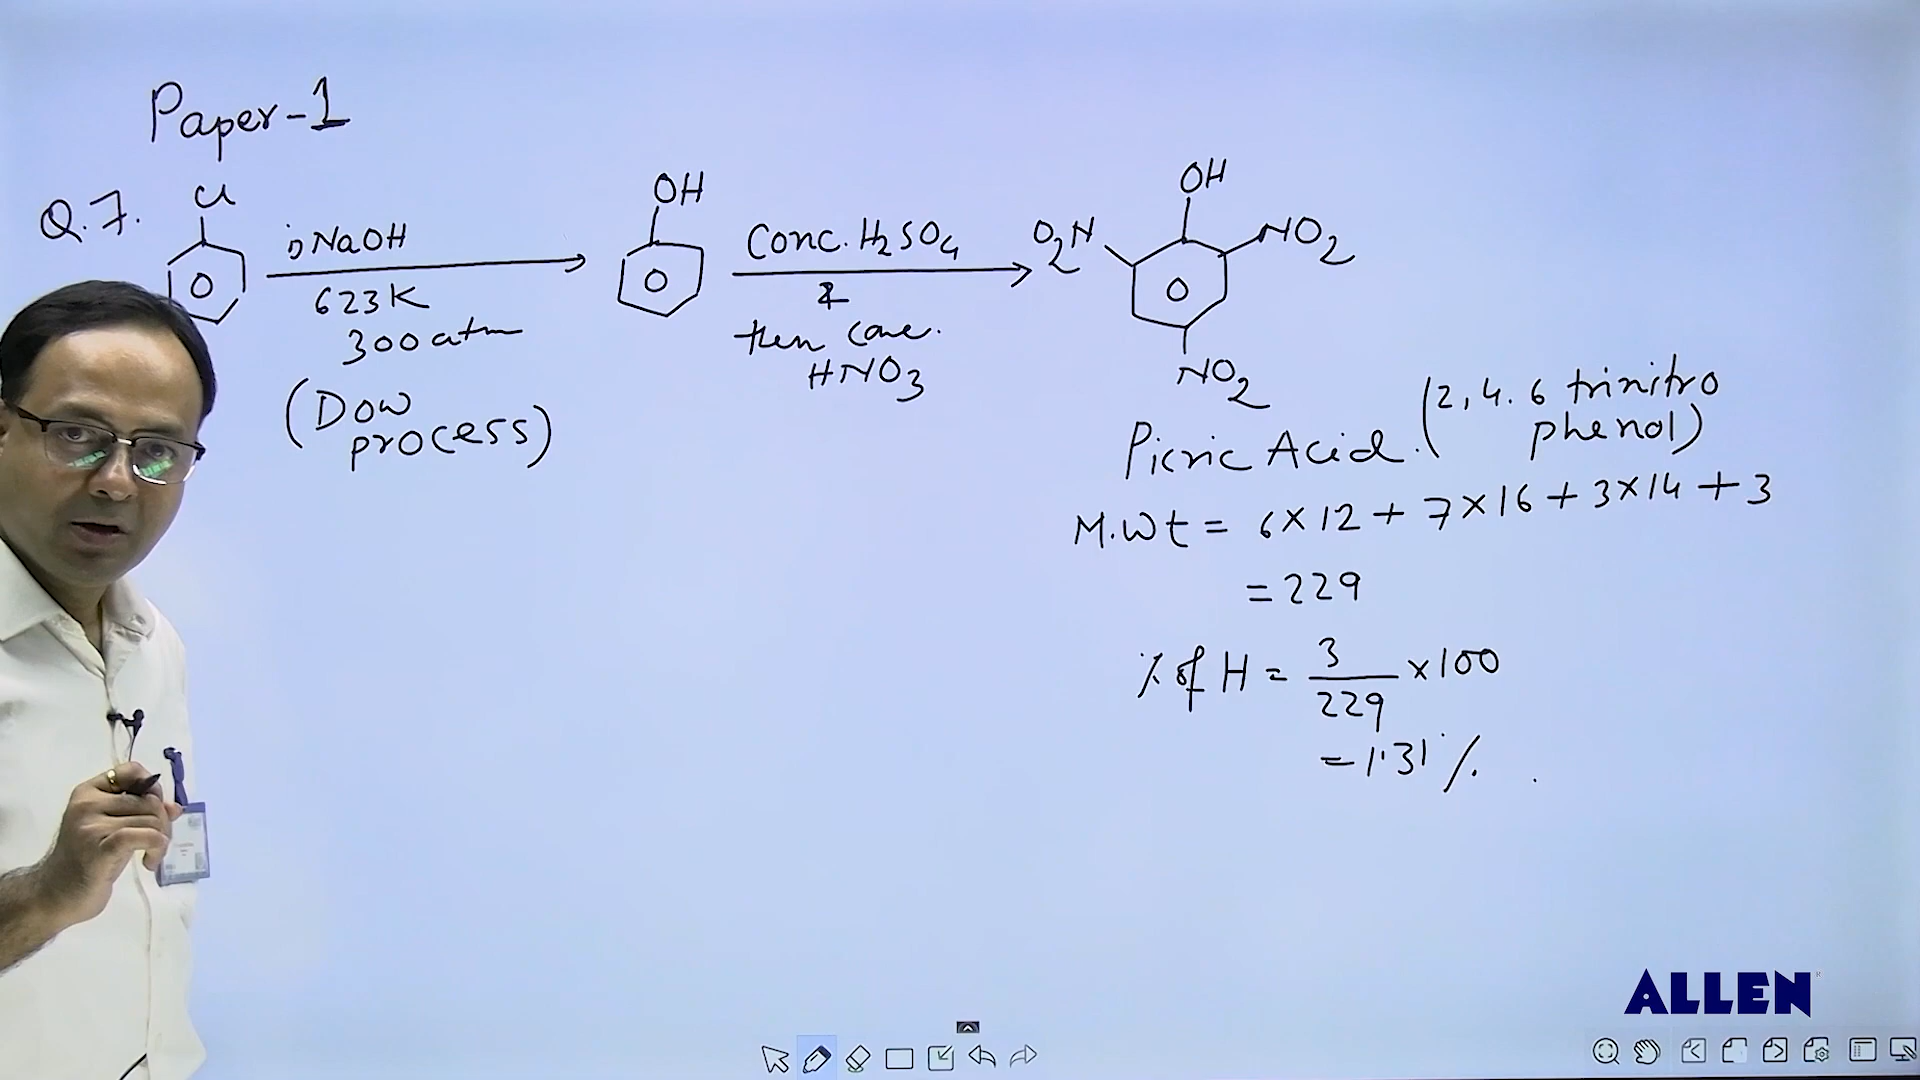 Paper-1
Q.7.
Cl
i) NaOH
623K
300 atm
(Dow
process)
OH
Conc. H2SO4
&
then conc.
HNO3
OH
O2N
NO2
NO2
Picric Acid. (2,4.6 trinitro
phenol)
M.Wt = 6×12 + 7×16 + 3×14 + 3
= 229
% of H = 3/229 ×100
= 1.31 %
ALLEN